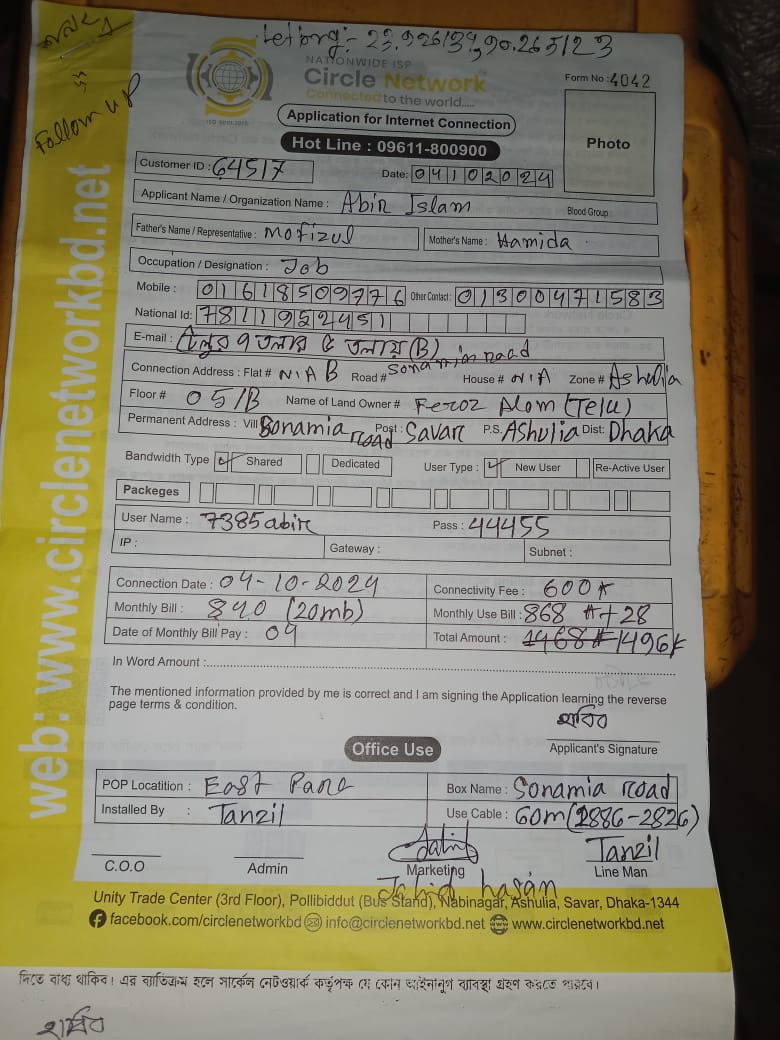 Let long:- 23.926134, 90.265123
Follow up
NATIONWIDE ISP
Circle Network
Connected to the world.....
ISO 9001:2015
Form No : 4042
Application for Internet Connection
Hot Line : 09611-800900
Photo
Customer ID : 64517
Date: 04102024
Applicant Name / Organization Name : Abir Islam
Blood Group :
Father's Name / Representative : Mofizul
Mother's Name : Hamida
Occupation / Designation : Job
Mobile : 01618509776 Other Contact : 01300471583
National Id: 7811952451
E-mail : টেলুর ৭ তলার ৫ তলায় (B)
Connection Address : Flat # N/A B Road # Sonamia road House # N/A Zone # Ashulia
Floor # 05/B Name of Land Owner # Feroz Alom (Telu)
Permanent Address : Vill Sonamia road Post : Savar P.S. Ashulia Dist: Dhaka
Bandwidth Type Shared Dedicated User Type : New User Re-Active User
Packeges
User Name : 7385abir Pass : 44455
IP : Gateway : Subnet :
Connection Date : 04-10-2024 Connectivity Fee : 600
Monthly Bill : 840 (20mb) Monthly Use Bill : 868 + 28
Date of Monthly Bill Pay : 04 Total Amount : 1468 1496
In Word Amount :
The mentioned information provided by me is correct and I am signing the Application learning the reverse
page terms & condition.
Applicant's Signature
Office Use
POP Locatition : East Para Box Name : Sonamia road
Installed By : Tanzil Use Cable : 60m (2886-2826)
C.O.O
Admin
Marketing
Jahid hasan
Tanzil
Line Man
Unity Trade Center (3rd Floor), Pollibiddut (Bus Stand), Nabinagar, Ashulia, Savar, Dhaka-1344
facebook.com/circlenetworkbd info@circlenetworkbd.net www.circlenetworkbd.net
web: www.circlenetworkbd.net
দিতে বাধ্য থাকিব। এর ব্যতিক্রম হলে সার্কেল নেটওয়ার্ক কর্তৃপক্ষ যে কোন আইনানুগ ব্যবস্থা গ্রহণ করতে পারবে।